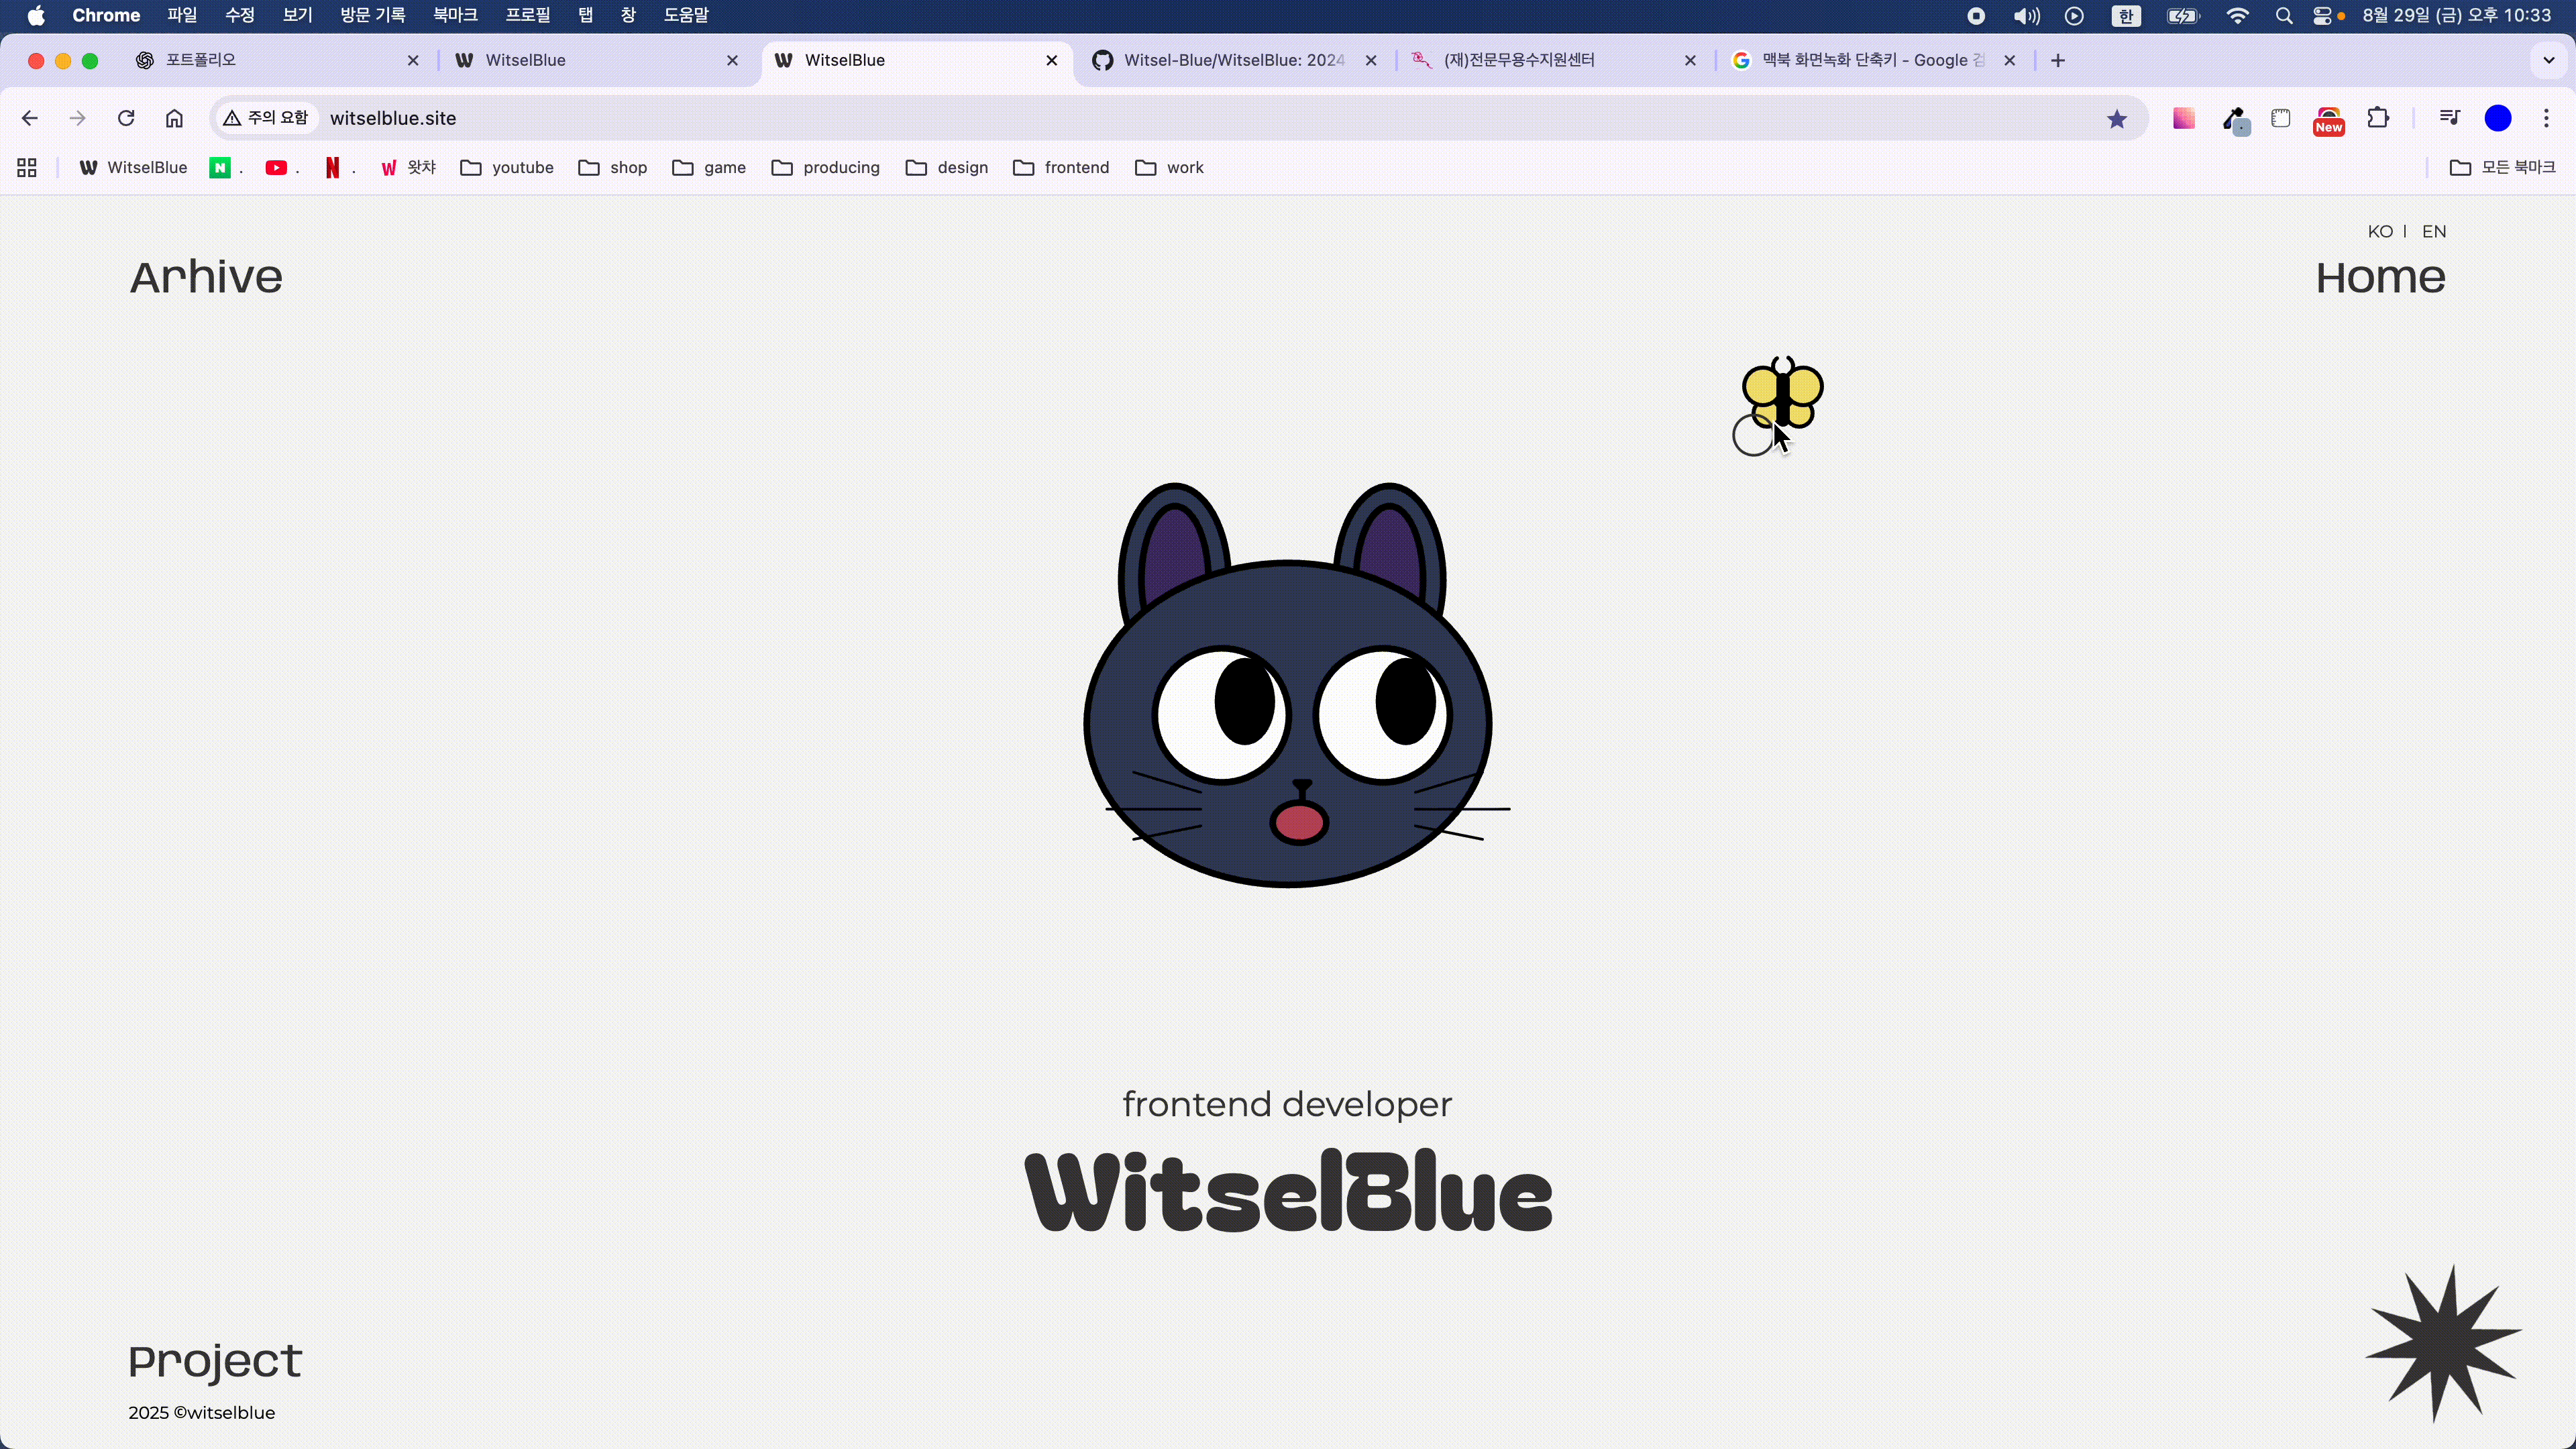 Chrome 파일 수정 보기 방문 기록 북마크 프로필 탭 창 도움말 한 8월 29일 (금) 오후 10:33
포트폴리오 WitselBlue WitselBlue Witsel-Blue/WitselBlue: 2024 (재)전문무용수지원센터 맥북 화면녹화 단축키 - Google
주의 요함 witselblue.site New
WitselBlue N . . N . W 왓챠 youtube shop game producing design frontend work 모든 북마크
KO | EN
Arhive Home
frontend developer
WitselBlue
Project
2025 ©witselblue